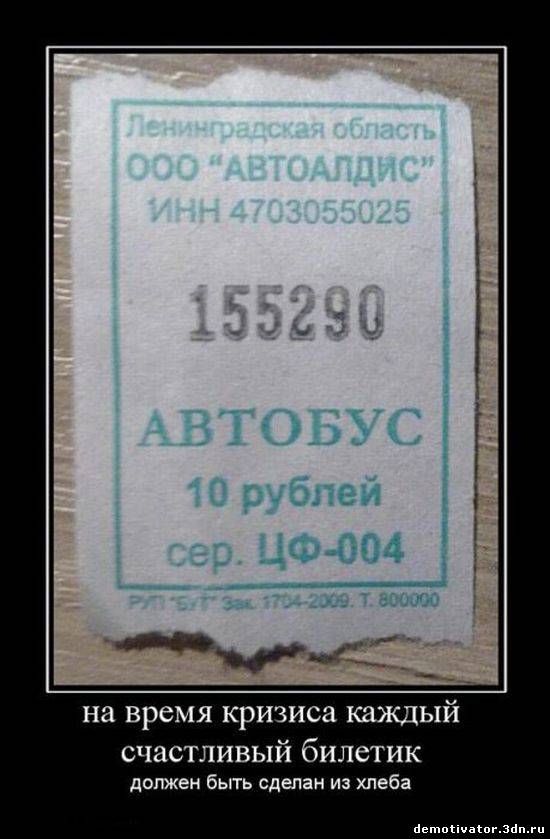 Ленинградская область
ООО "АВТОАЛДИС"
ИНН 4703055025
155290
АВТОБУС
10 рублей
сер. ЦФ-004
РУП "БУТ" Зак. 1704-2009. Т. 800000
на время кризиса каждый
счастливый билетик
должен быть сделан из хлеба
demotivator.3dn.ru